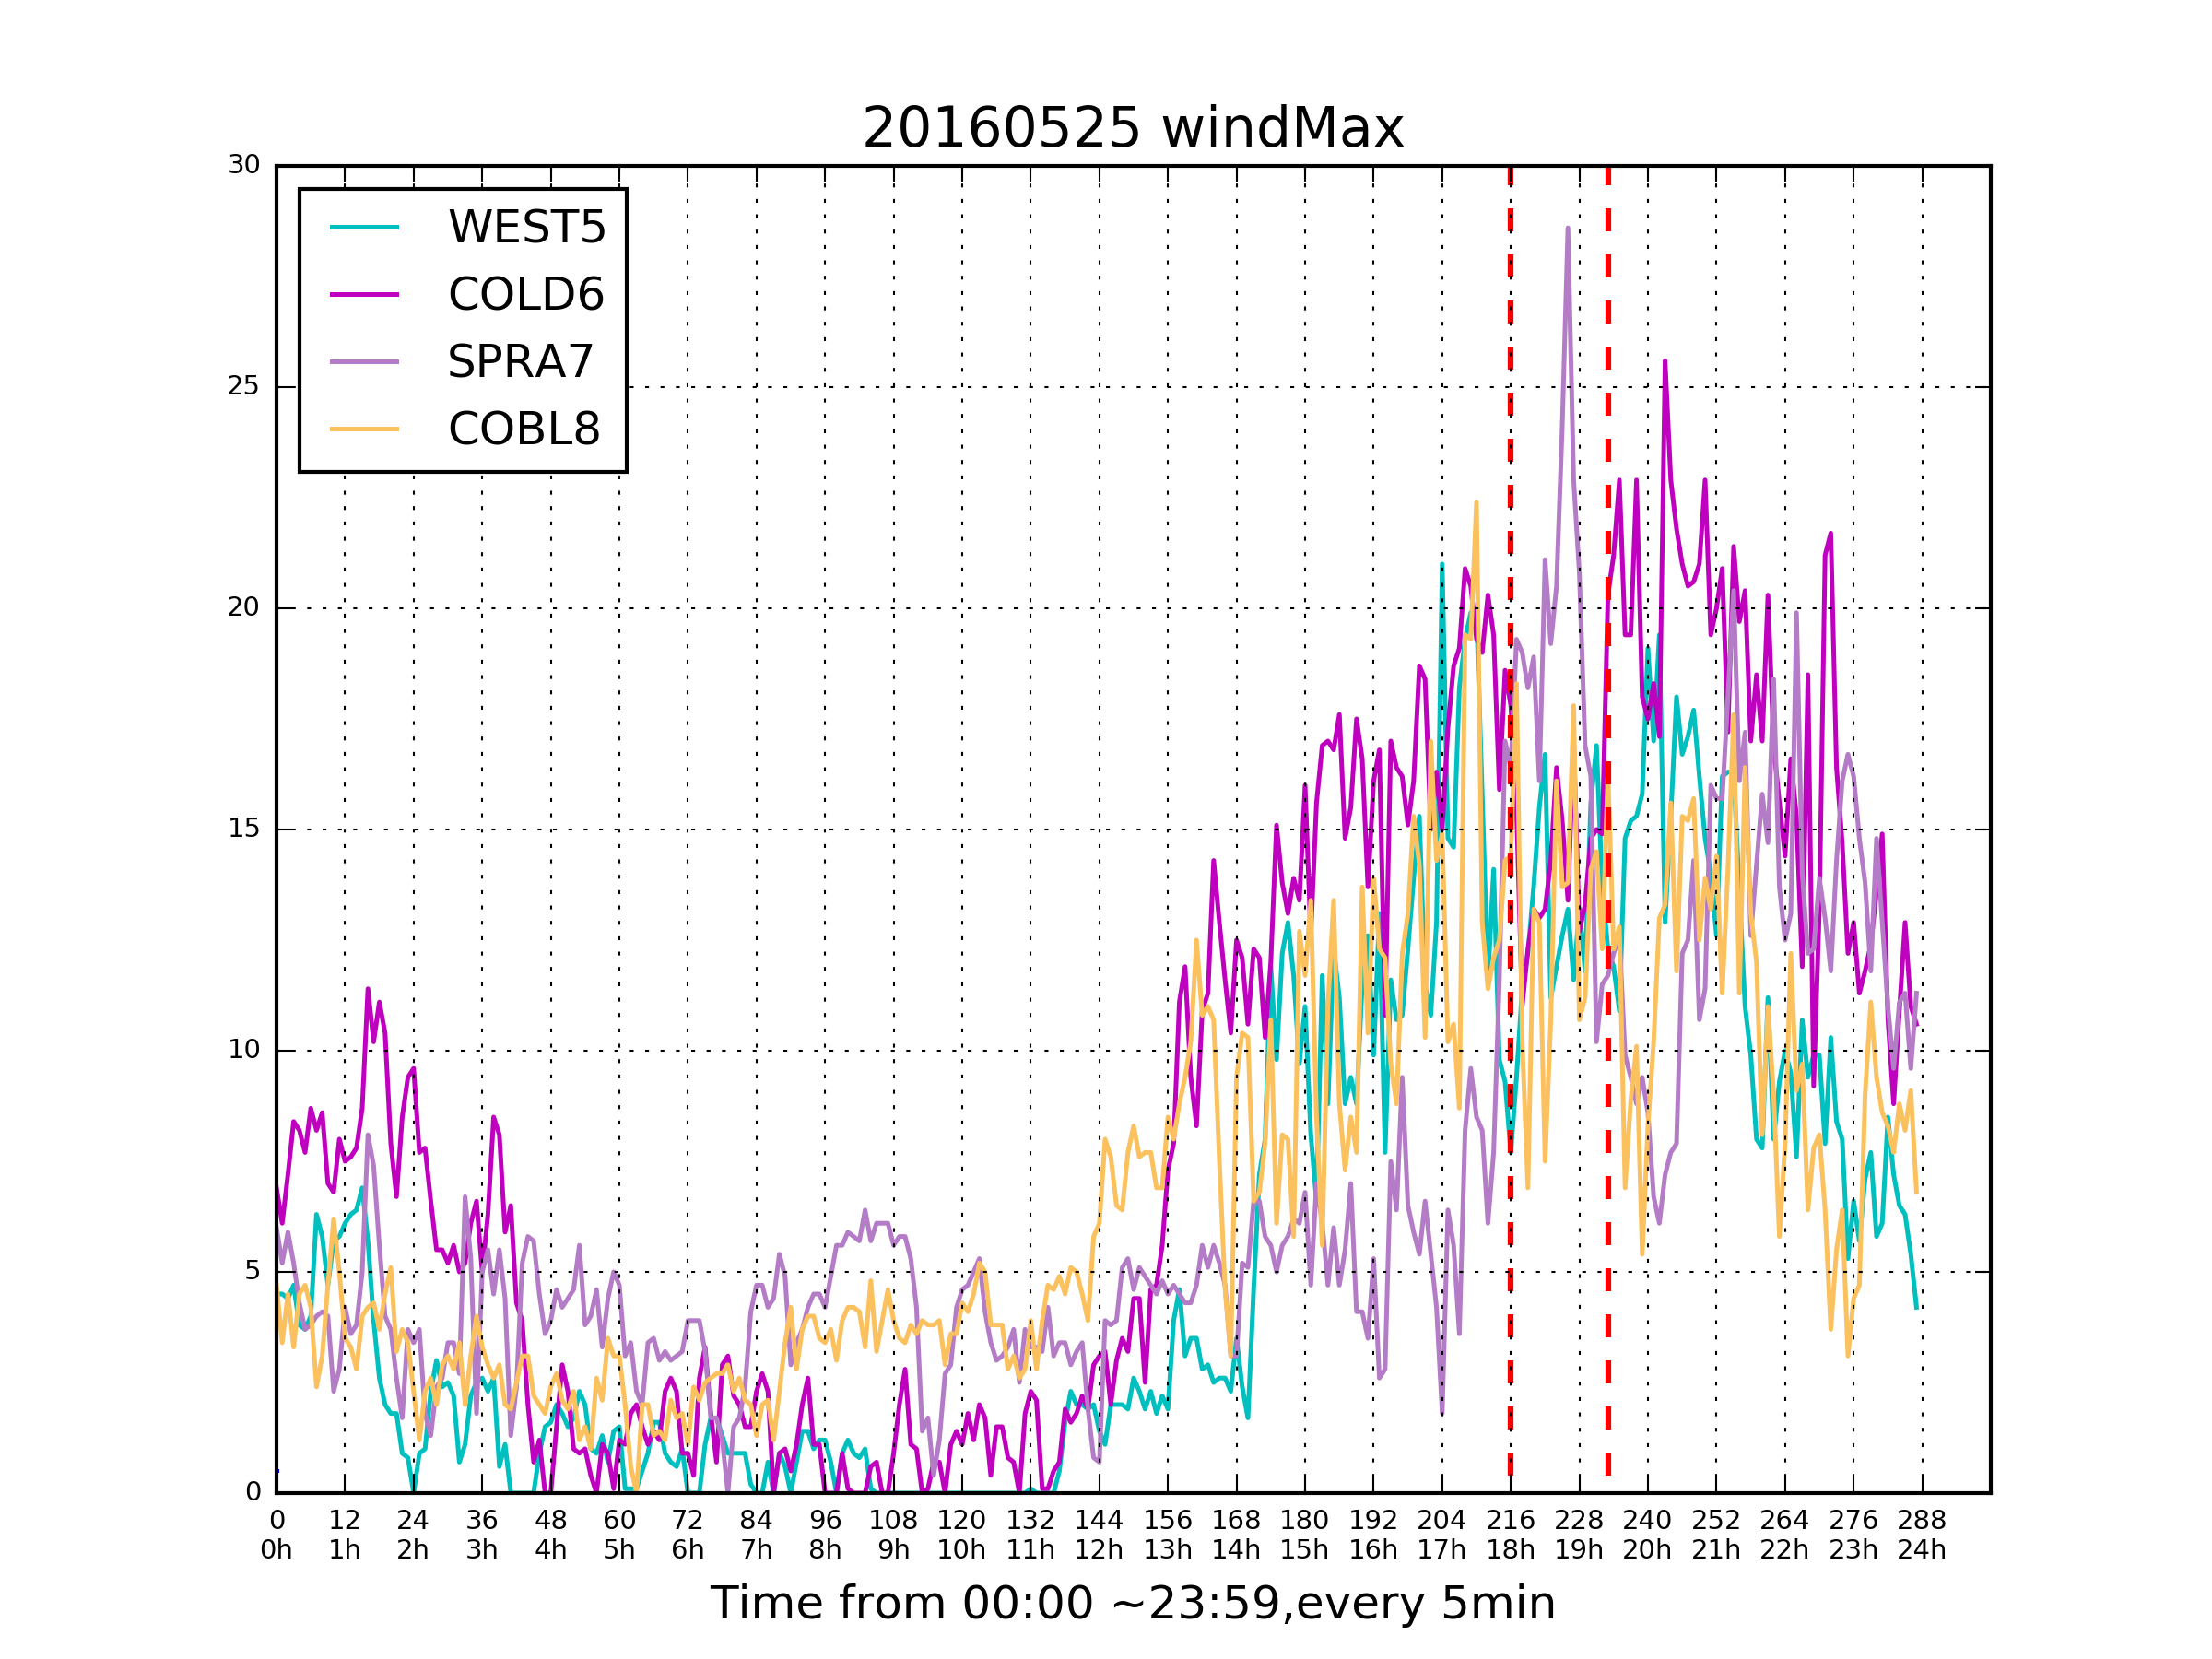 20160525 windMax
30
25
20
15
10
5
0
WEST5
COLD6
SPRA7
COBL8
0 12 24 36 48 60 72 84 96 108 120 132 144 156 168 180 192 204 216 228 240 252 264 276 288
0h 1h 2h 3h 4h 5h 6h 7h 8h 9h 10h 11h 12h 13h 14h 15h 16h 17h 18h 19h 20h 21h 22h 23h 24h
Time from 00:00 ~23:59,every 5min